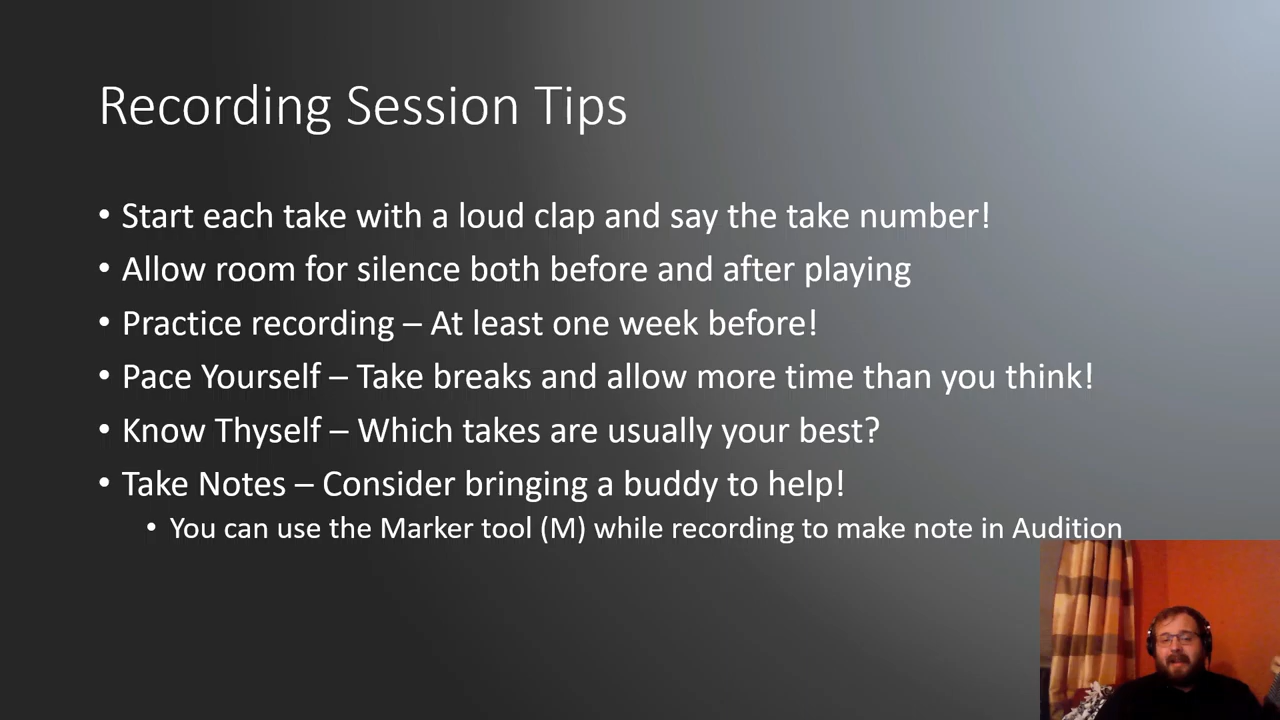 Recording Session Tips
• Start each take with a loud clap and say the take number!
• Allow room for silence both before and after playing
• Practice recording – At least one week before!
• Pace Yourself – Take breaks and allow more time than you think!
• Know Thyself – Which takes are usually your best?
• Take Notes – Consider bringing a buddy to help!
• You can use the Marker tool (M) while recording to make note in Audition